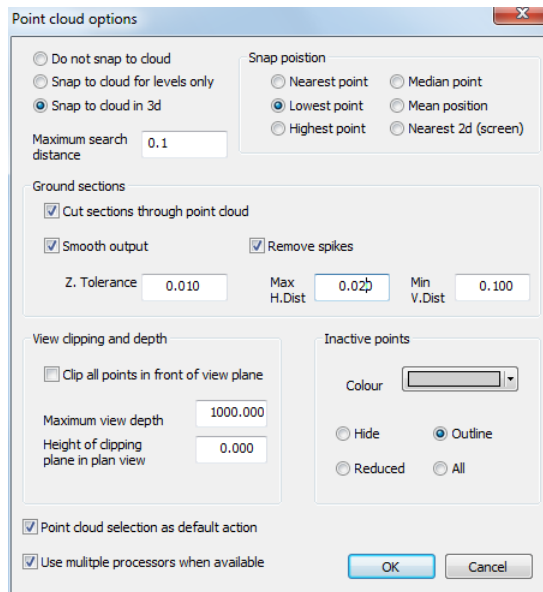 Point cloud options
Do not snap to cloud
Snap to cloud for levels only
Snap to cloud in 3d
Maximum search
distance
0.1
Snap poistion
Nearest point
Median point
Lowest point
Mean position
Highest point
Nearest 2d (screen)
Ground sections
Cut sections through point cloud
Smooth output
Remove spikes
Z. Tolerance
0.010
Max
H.Dist
0.020
Min
V.Dist
0.100
View clipping and depth
Clip all points in front of view plane
Maximum view depth
1000.000
Height of clipping
plane in plan view
0.000
Inactive points
Colour
Hide
Outline
Reduced
All
Point cloud selection as default action
Use mulitple processors when available
OK
Cancel